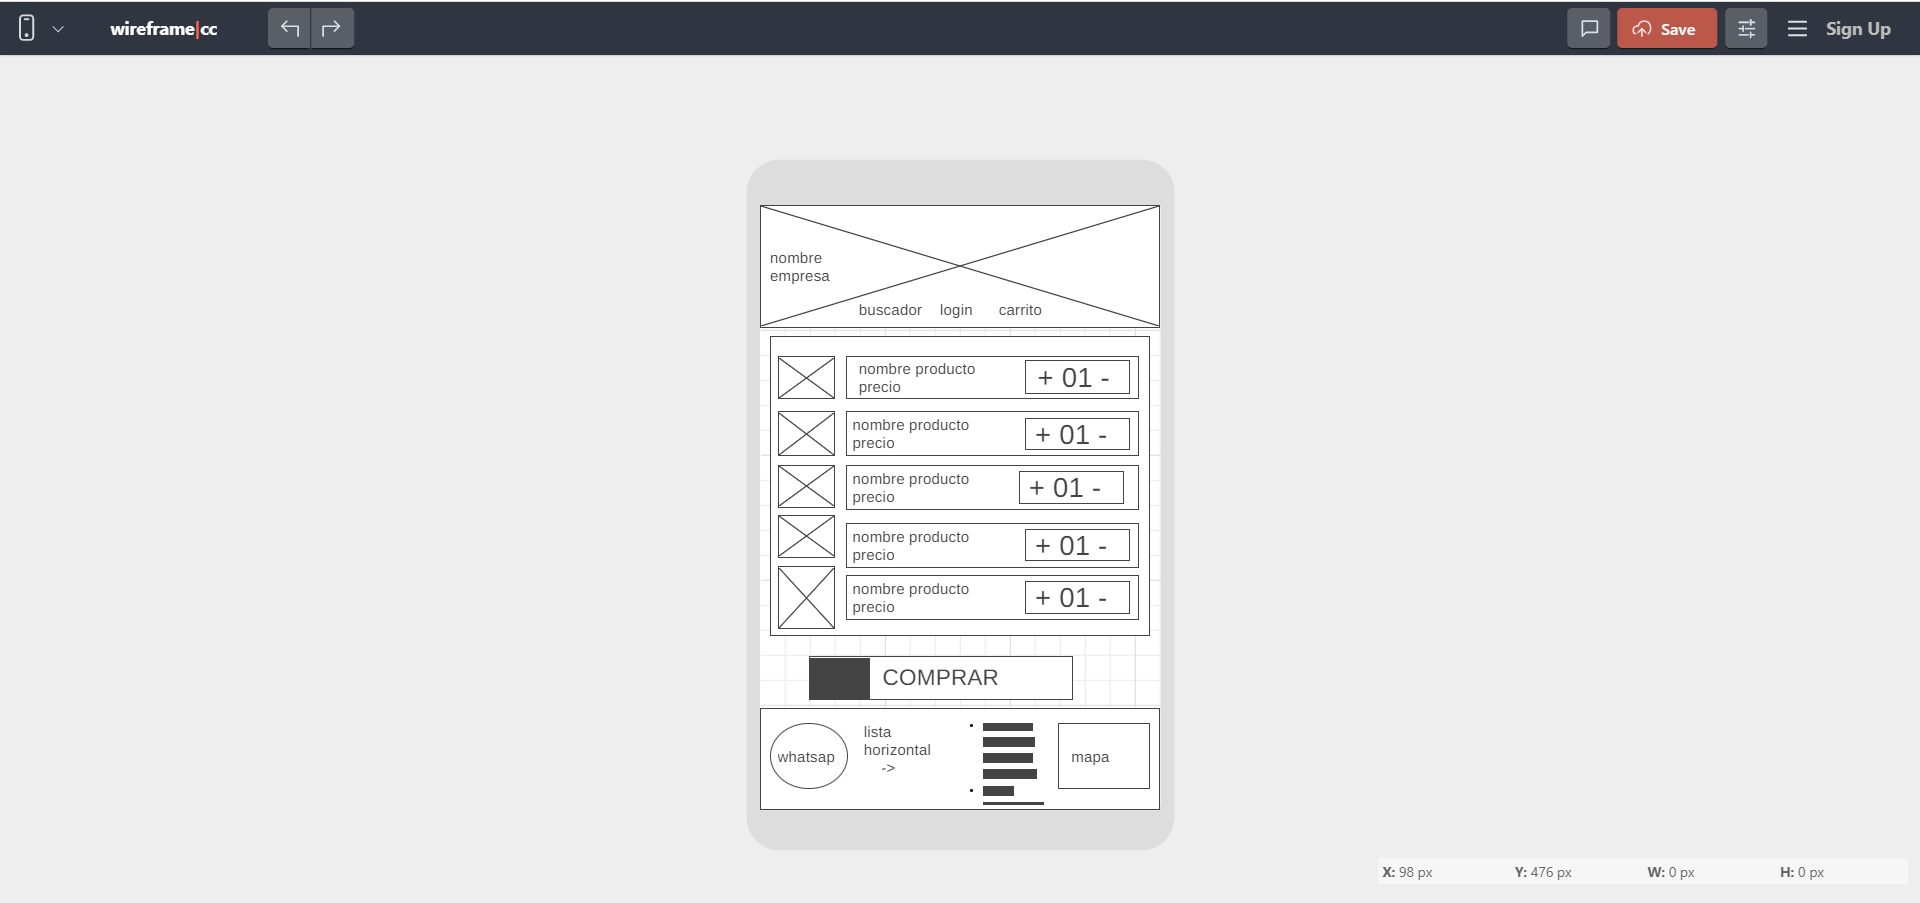 wireframe|cc
Save
Sign Up
nombre
empresa
buscador login carrito
nombre producto
precio
+ 01 -
nombre producto
precio
+ 01 -
nombre producto
precio
+ 01 -
nombre producto
precio
+ 01 -
nombre producto
precio
+ 01 -
COMPRAR
whatsap
lista
horizontal
->
mapa
X: 98 px Y: 476 px W: 0 px H: 0 px